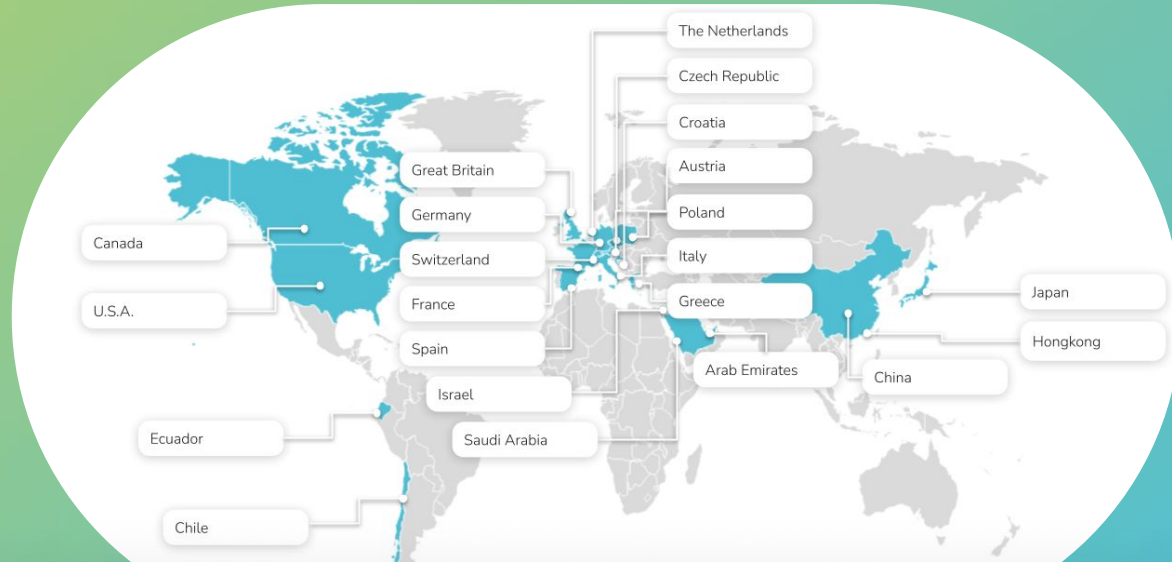 The Netherlands
Czech Republic
Croatia
Great Britain
Austria
Germany
Poland
Canada
Switzerland
Italy
U.S.A.
France
Greece
Japan
Spain
Hongkong
Israel
Arab Emirates
China
Ecuador
Saudi Arabia
Chile